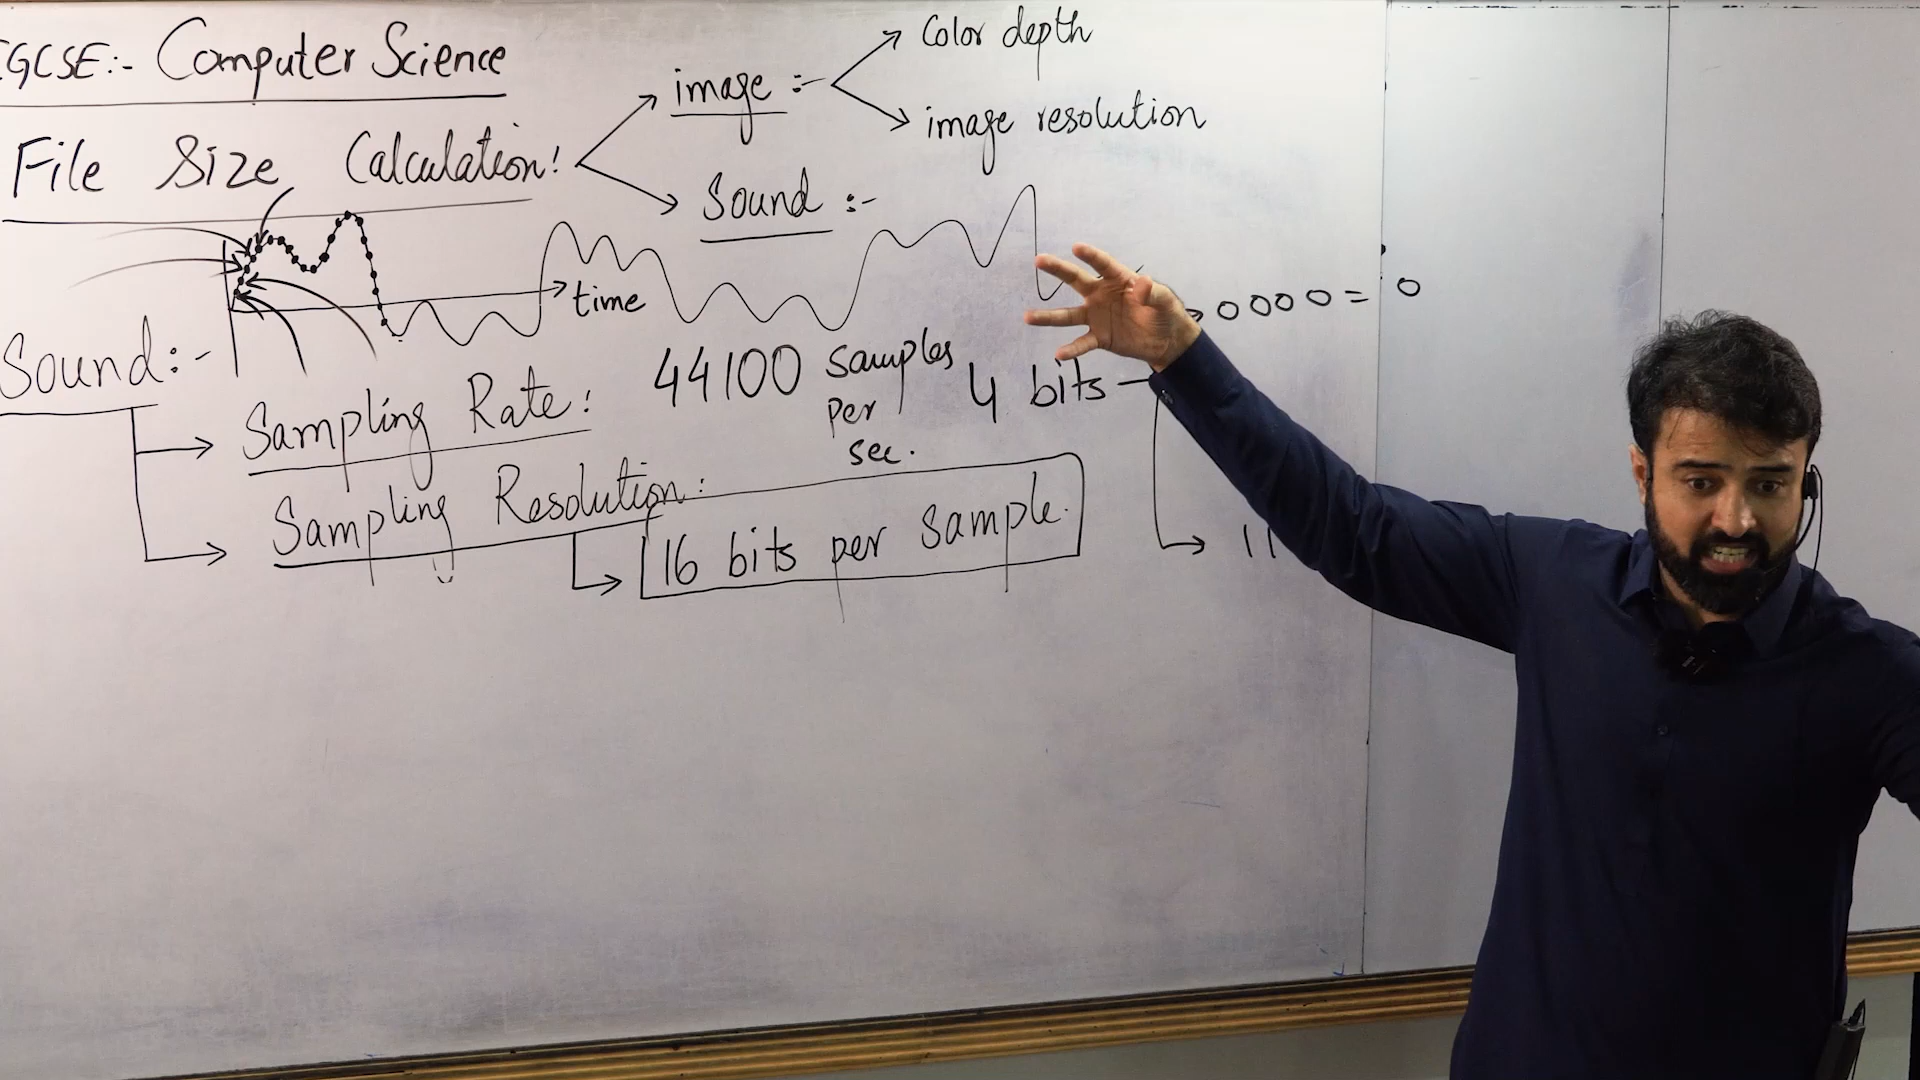 IGCSE:- Computer Science
File Size Calculation!
image :-
Color depth
image resolution
Sound :-
time
0000 = 0
Sound:-
Sampling Rate:
44100 samples per sec.
4 bits
Sampling Resolution:
16 bits per sample.
11